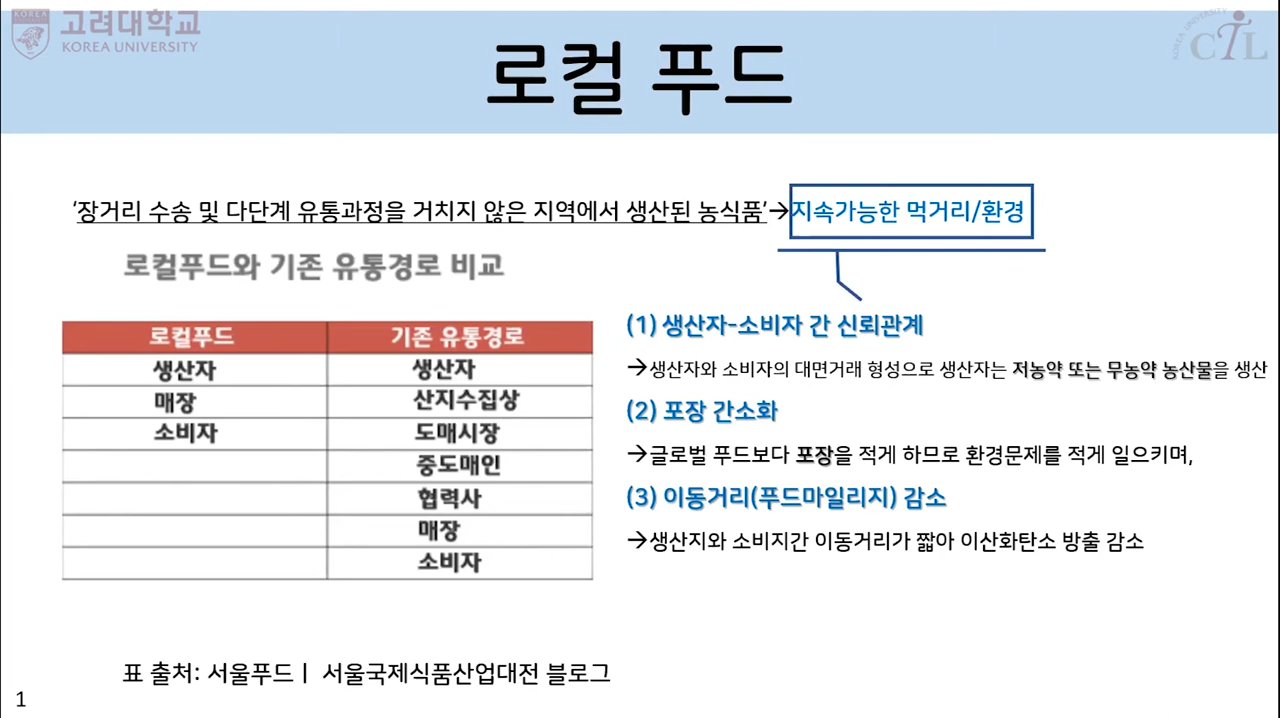 고려대학교
KOREA UNIVERSITY
KOREA UNIVERSITY
CTL
로컬 푸드
‘장거리 수송 및 다단계 유통과정을 거치지 않은 지역에서 생산된 농식품’→지속가능한 먹거리/환경
로컬푸드와 기존 유통경로 비교
로컬푸드 기존 유통경로
생산자 생산자
매장 산지수집상
소비자 도매시장
중도매인
협력사
매장
소비자
(1) 생산자-소비자 간 신뢰관계
→생산자와 소비자의 대면거래 형성으로 생산자는 저농약 또는 무농약 농산물을 생산
(2) 포장 간소화
→글로벌 푸드보다 포장을 적게 하므로 환경문제를 적게 일으키며,
(3) 이동거리(푸드마일리지) 감소
→생산지와 소비지간 이동거리가 짧아 이산화탄소 방출 감소
표 출처: 서울푸드ㅣ 서울국제식품산업대전 블로그
1